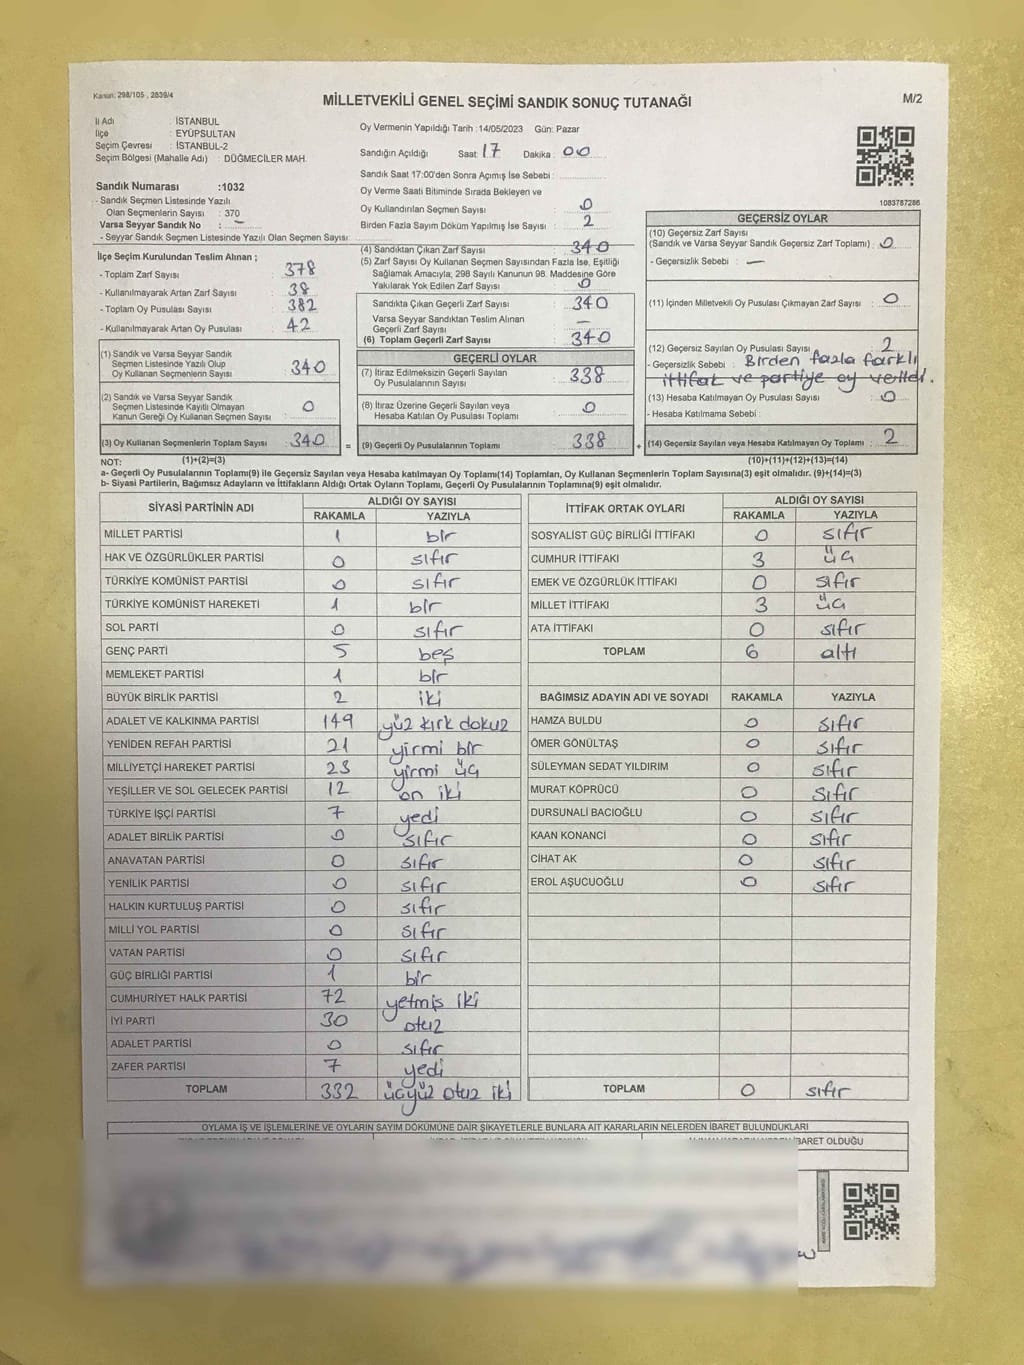 Kanun: 298/105 , 2839/4
MİLLETVEKİLİ GENEL SEÇİMİ SANDIK SONUÇ TUTANAĞI
M/2
İl Adı : İSTANBUL
İlçe : EYÜPSULTAN
Seçim Çevresi : İSTANBUL-2
Seçim Bölgesi (Mahalle Adı) : DÜĞMECİLER MAH.
Sandık Numarası :1032
- Sandık Seçmen Listesinde Yazılı
Olan Seçmenlerin Sayısı : 370
Varsa Seyyar Sandık No : -
- Seyyar Sandık Seçmen Listesinde Yazılı Olan Seçmen Sayısı:
Oy Vermenin Yapıldığı Tarih :14/05/2023 Gün: Pazar
Sandığın Açıldığı Saat: 17 Dakika : 00
Sandık Saat 17:00'den Sonra Açımış İse Sebebi :
Oy Verme Saati Bitiminde Sırada Bekleyen ve
Oy Kullandırılan Seçmen Sayısı : 0
Birden Fazla Sayım Döküm Yapılmış İse Sayısı : 2
1083787286
İlçe Seçim Kurulundan Teslim Alınan ;
- Toplam Zarf Sayısı : 378
- Kullanılmayarak Artan Zarf Sayısı : 38
- Toplam Oy Pusulası Sayısı : 382
- Kullanılmayarak Artan Oy Pusulası : 42
(1) Sandık ve Varsa Seyyar Sandık
Seçmen Listesinde Yazılı Olup
Oy Kullanan Seçmenlerin Sayısı : 340
(2) Sandık ve Varsa Seyyar Sandık
Seçmen Listesinde Kayıtlı Olmayan
Kanun Gereği Oy Kullanan Seçmen Sayısı : 0
(3) Oy Kullanan Seçmenlerin Toplam Sayısı : 340 =
(4) Sandıktan Çıkan Zarf Sayısı : 340
(5) Zarf Sayısı Oy Kullanan Seçmen Sayısından Fazla İse, Eşitliği
Sağlamak Amacıyla; 298 Sayılı Kanunun 98. Maddesine Göre
Yakılarak Yok Edilen Zarf Sayısı : 0
Sandıkta Çıkan Geçerli Zarf Sayısı : 340
Varsa Seyyar Sandıktan Teslim Alınan
Geçerli Zarf Sayısı : -
(6) Toplam Geçerli Zarf Sayısı : 340
GEÇERLİ OYLAR
(7) İtiraz Edilmeksizin Geçerli Sayılan
Oy Pusulalarının Sayısı : 338
(8) İtiraz Üzerine Geçerli Sayılan veya
Hesaba Katılan Oy Pusulası Toplamı : 0
(9) Geçerli Oy Pusulalarının Toplamı : 338 +
GEÇERSİZ OYLAR
(10) Geçersiz Zarf Sayısı
(Sandık ve Varsa Seyyar Sandık Geçersiz Zarf Toplamı) : 0
- Geçersizlik Sebebi : -
(11) İçinden Milletvekili Oy Pusulası Çıkmayan Zarf Sayısı : 0
(12) Geçersiz Sayılan Oy Pusulası Sayısı : 2
- Geçersizlik Sebebi : Birden fazla farklı
ittifak ve partiye oy verildi.
(13) Hesaba Katılmayan Oy Pusulası Sayısı : 0
- Hesaba Katılmama Sebebi :
(14) Geçersiz Sayılan veya Hesaba Katılmayan Oy Toplamı : 2
NOT: (1)+(2)=(3) (10)+(11)+(12)+(13)=(14)
a- Geçerli Oy Pusulalarının Toplamı(9) ile Geçersiz Sayılan veya Hesaba katılmayan Oy Toplamı(14) Toplamları, Oy Kullanan Seçmenlerin Toplam Sayısına(3) eşit olmalıdır. (9)+(14)=(3)
b- Siyasi Partilerin, Bağımsız Adayların ve İttifakların Aldığı Ortak Oyların Toplamı, Geçerli Oy Pusulalarının Toplamına(9) eşit olmalıdır.
SİYASİ PARTİNİN ADI ALDIĞI OY SAYISI
RAKAMLA YAZIYLA
MİLLET PARTİSİ 1 bir
HAK VE ÖZGÜRLÜKLER PARTİSİ 0 sıfır
TÜRKİYE KOMÜNİST PARTİSİ 0 sıfır
TÜRKİYE KOMÜNİST HAREKETİ 1 bir
SOL PARTİ 0 sıfır
GENÇ PARTİ 5 beş
MEMLEKET PARTİSİ 1 bir
BÜYÜK BİRLİK PARTİSİ 2 iki
ADALET VE KALKINMA PARTİSİ 149 yüz kırk dokuz
YENİDEN REFAH PARTİSİ 21 yirmi bir
MİLLİYETÇİ HAREKET PARTİSİ 23 yirmi üç
YEŞİLLER VE SOL GELECEK PARTİSİ 12 on iki
TÜRKİYE İŞÇİ PARTİSİ 7 yedi
ADALET BİRLİK PARTİSİ 0 sıfır
ANAVATAN PARTİSİ 0 sıfır
YENİLİK PARTİSİ 0 sıfır
HALKIN KURTULUŞ PARTİSİ 0 sıfır
MİLLİ YOL PARTİSİ 0 sıfır
VATAN PARTİSİ 0 sıfır
GÜÇ BİRLİĞİ PARTİSİ 1 bir
CUMHURİYET HALK PARTİSİ 72 yetmiş iki
İYİ PARTİ 30 otuz
ADALET PARTİSİ 0 sıfır
ZAFER PARTİSİ 7 yedi
TOPLAM 332 üçyüz otuz iki
İTTİFAK ORTAK OYLARI ALDIĞI OY SAYISI
RAKAMLA YAZIYLA
SOSYALİST GÜÇ BİRLİĞİ İTTİFAKI 0 sıfır
CUMHUR İTTİFAKI 3 üç
EMEK VE ÖZGÜRLÜK İTTİFAKI 0 sıfır
MİLLET İTTİFAKI 3 üç
ATA İTTİFAKI 0 sıfır
TOPLAM 6 altı
BAĞIMSIZ ADAYIN ADI VE SOYADI RAKAMLA YAZIYLA
HAMZA BULDU 0 sıfır
ÖMER GÖNÜLTAŞ 0 sıfır
SÜLEYMAN SEDAT YILDIRIM 0 sıfır
MURAT KÖPRÜCÜ 0 sıfır
DURSUNALİ BACIOĞLU 0 sıfır
KAAN KONANCİ 0 sıfır
CİHAT AK 0 sıfır
EROL AŞUCUOĞLU 0 sıfır
TOPLAM 0 sıfır
OYLAMA İŞ VE İŞLEMLERİNE VE OYLARIN SAYIM DÖKÜMÜNE DAİR ŞİKAYETLERLE BUNLARA AİT KARARLARIN NELERDEN İBARET BULUNDUKLARI
İBARET OLDUĞU